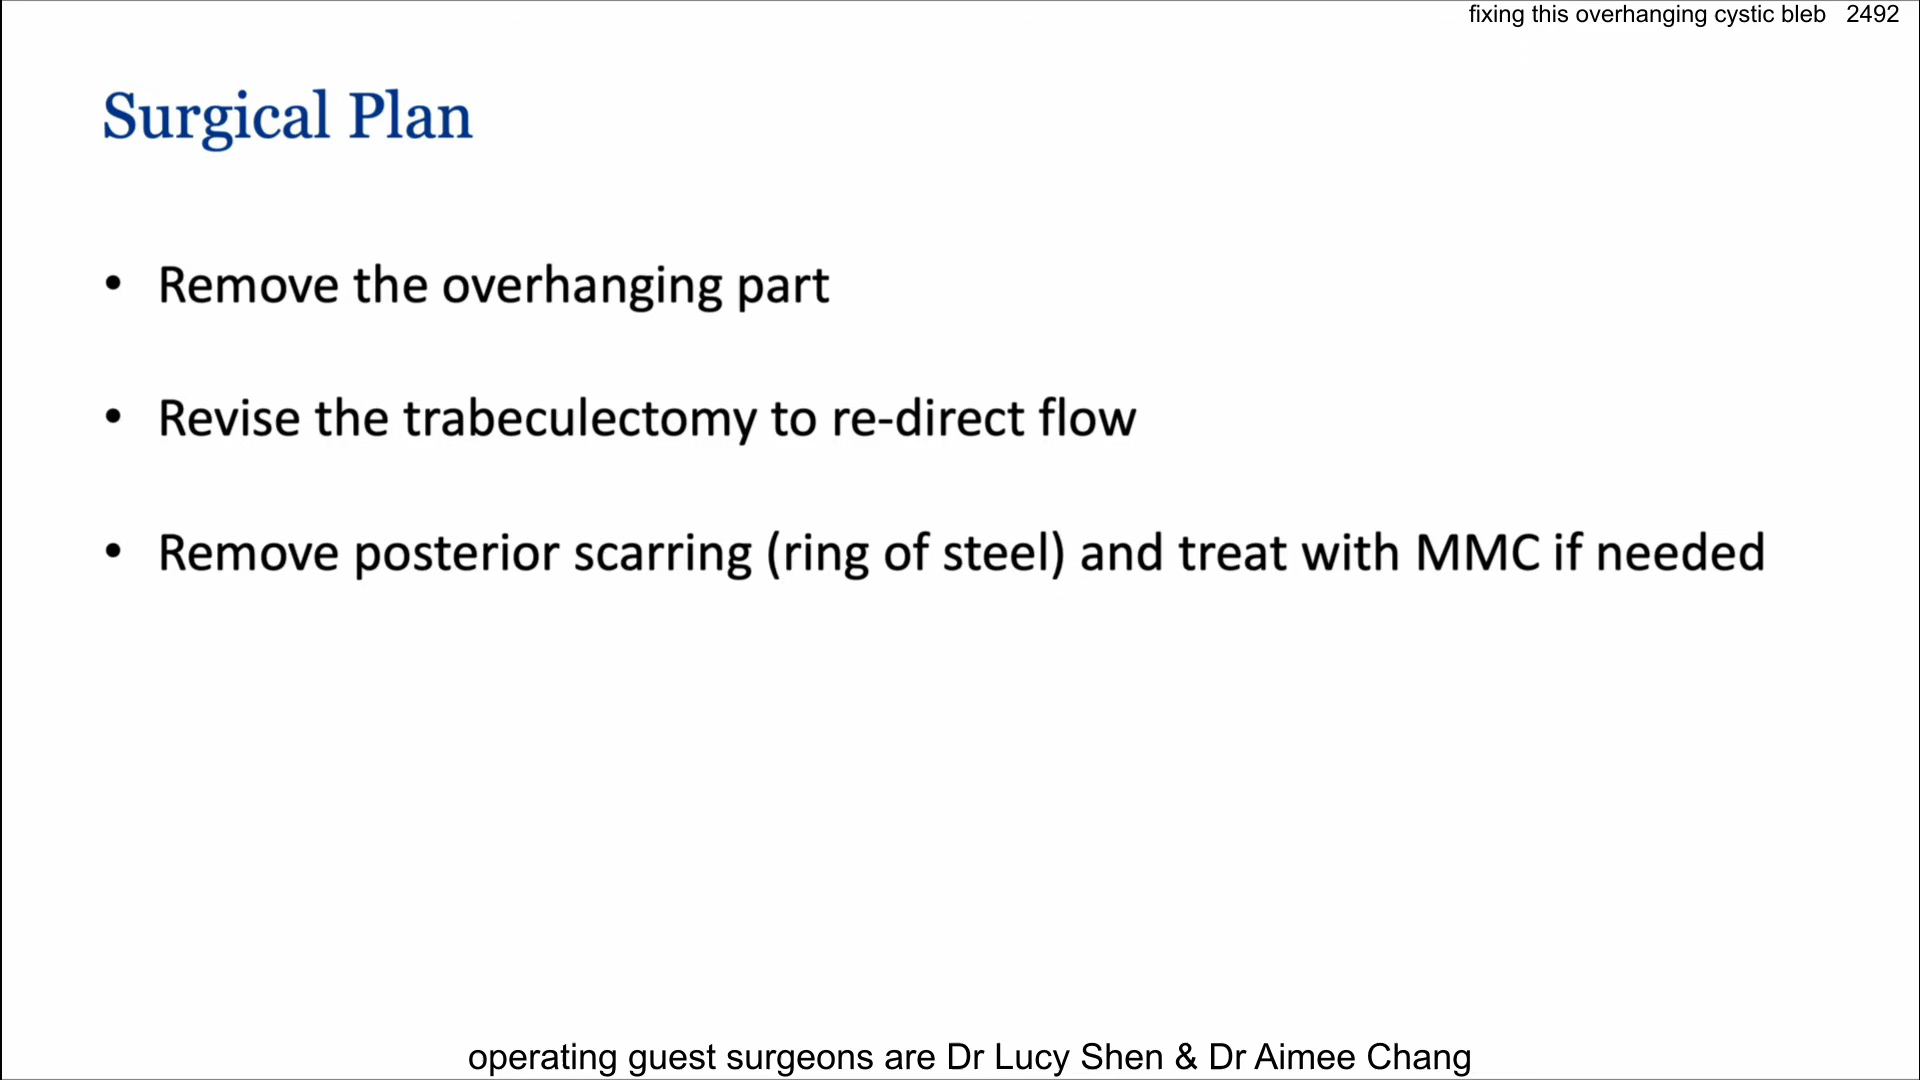 fixing this overhanging cystic bleb 2492
Surgical Plan
• Remove the overhanging part
• Revise the trabeculectomy to re-direct flow
• Remove posterior scarring (ring of steel) and treat with MMC if needed
operating guest surgeons are Dr Lucy Shen & Dr Aimee Chang